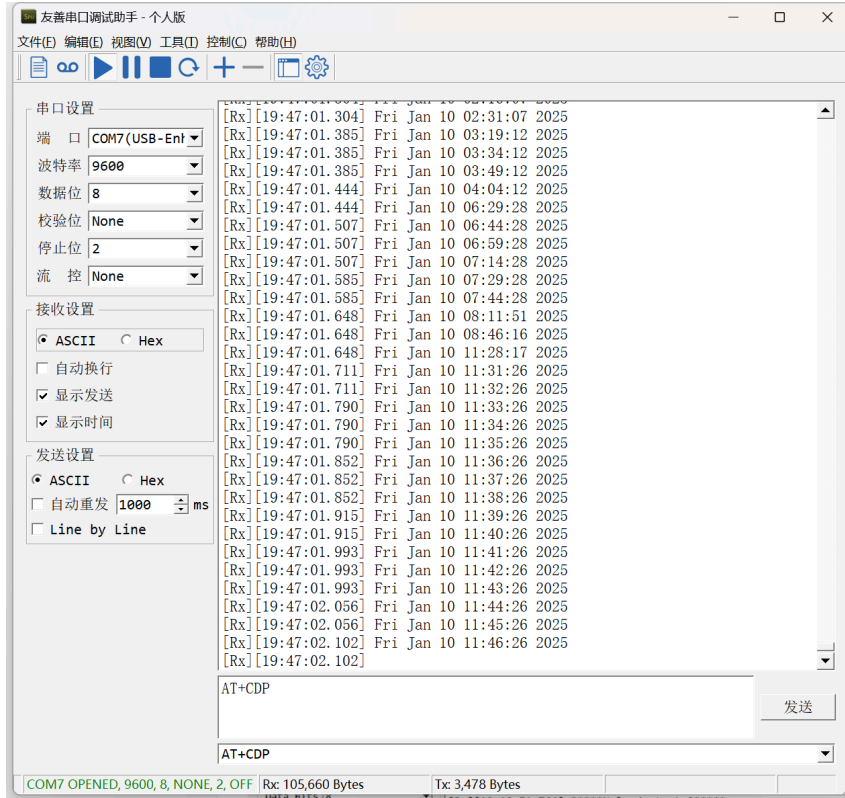 友善串口调试助手 - 个人版
文件(F) 编辑(E) 视图(V) 工具(T) 控制(C) 帮助(H)
串口设置
端 口 COM7(USB-Enh
波特率 9600
数据位 8
校验位 None
停止位 2
流 控 None
接收设置
ASCII Hex
自动换行
显示发送
显示时间
发送设置
ASCII Hex
自动重发 1000 ms
Line by Line
[Rx][19:47:01.304] Fri Jan 10 02:31:07 2025
[Rx][19:47:01.385] Fri Jan 10 03:19:12 2025
[Rx][19:47:01.385] Fri Jan 10 03:34:12 2025
[Rx][19:47:01.385] Fri Jan 10 03:49:12 2025
[Rx][19:47:01.444] Fri Jan 10 04:04:12 2025
[Rx][19:47:01.444] Fri Jan 10 06:29:28 2025
[Rx][19:47:01.507] Fri Jan 10 06:44:28 2025
[Rx][19:47:01.507] Fri Jan 10 06:59:28 2025
[Rx][19:47:01.507] Fri Jan 10 07:14:28 2025
[Rx][19:47:01.585] Fri Jan 10 07:29:28 2025
[Rx][19:47:01.585] Fri Jan 10 07:44:28 2025
[Rx][19:47:01.648] Fri Jan 10 08:11:51 2025
[Rx][19:47:01.648] Fri Jan 10 08:46:16 2025
[Rx][19:47:01.648] Fri Jan 10 11:28:17 2025
[Rx][19:47:01.711] Fri Jan 10 11:31:26 2025
[Rx][19:47:01.711] Fri Jan 10 11:32:26 2025
[Rx][19:47:01.790] Fri Jan 10 11:33:26 2025
[Rx][19:47:01.790] Fri Jan 10 11:34:26 2025
[Rx][19:47:01.790] Fri Jan 10 11:35:26 2025
[Rx][19:47:01.852] Fri Jan 10 11:36:26 2025
[Rx][19:47:01.852] Fri Jan 10 11:37:26 2025
[Rx][19:47:01.852] Fri Jan 10 11:38:26 2025
[Rx][19:47:01.915] Fri Jan 10 11:39:26 2025
[Rx][19:47:01.915] Fri Jan 10 11:40:26 2025
[Rx][19:47:01.993] Fri Jan 10 11:41:26 2025
[Rx][19:47:01.993] Fri Jan 10 11:42:26 2025
[Rx][19:47:01.993] Fri Jan 10 11:43:26 2025
[Rx][19:47:02.056] Fri Jan 10 11:44:26 2025
[Rx][19:47:02.056] Fri Jan 10 11:45:26 2025
[Rx][19:47:02.102] Fri Jan 10 11:46:26 2025
[Rx][19:47:02.102]
AT+CDP
发送
AT+CDP
COM7 OPENED, 9600, 8, NONE, 2, OFF Rx: 105,660 Bytes Tx: 3,478 Bytes